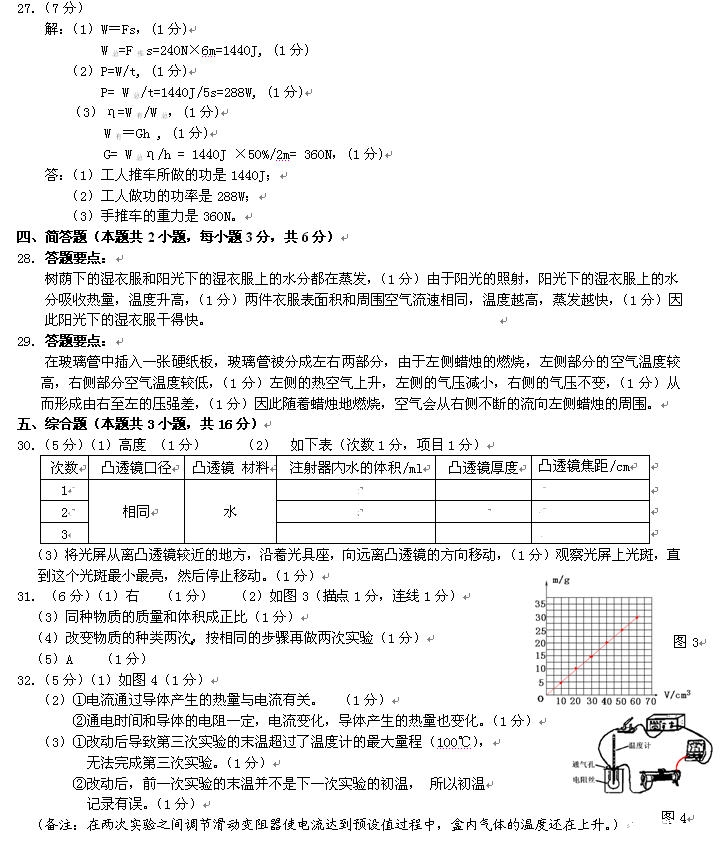 27.(7分)
解:(1) W=Fs,(1分)
W总=F推s=240N×6m=1440J,(1分)
(2) P=W/t,(1分)
P= W总/t=1440J/5s=288W,(1分)
(3) η=W有/W总,(1分)
W有=Gh ,(1分)
G= W总η/h = 1440J ×50%/2m= 360N,(1分)
答:(1)工人推车所做的功是1440J;
(2)工人做功的功率是288W;
(3)手推车的重力是360N。
四、简答题(本题共2小题,每小题3分,共6分)
28. 答题要点:
树荫下的湿衣服和阳光下的湿衣服上的水分都在蒸发,(1分)由于阳光的照射,阳光下的湿衣服上的水
分吸收热量,温度升高,(1分)两件衣服表面积和周围空气流速相同,温度越高,蒸发越快,(1分)因
此阳光下的湿衣服干得快。
29. 答题要点:
在玻璃管中插入一张硬纸板,玻璃管被分成左右两部分,由于左侧蜡烛的燃烧,左侧部分的空气温度较
高,右侧部分空气温度较低,(1分)左侧的热空气上升,左侧的气压减小,右侧的气压不变,(1分)从
而形成由右至左的压强差,(1分)因此随着蜡烛地燃烧,空气会从右侧不断的流向左侧蜡烛的周围。
五、综合题(本题共3小题,共16分)
30.(5分)(1)高度 (1分) (2) 如下表(次数1分,项目1分)
次数 凸透镜口径 凸透镜 材料 注射器内水的体积/ml 凸透镜厚度 凸透镜焦距/cm
1
2 相同 水
3
(3)将光屏从离凸透镜较近的地方,沿着光具座,向远离凸透镜的方向移动,(1分)观察光屏上光斑,直
到这个光斑最小最亮,然后停止移动。(1分)
31. (6分)(1)右 (1分) (2)如图3(描点1分,连线1分)
(3)同种物质的质量和体积成正比(1分)
(4)改变物质的种类两次,按相同的步骤再做两次实验(1分)
(5)A (1分)
m/g
35
30
25
20
15
10
5
O 10 20 30 40 50 60 70 V/cm³
图3
32.(5分)(1)如图4(1分)
(2)①电流通过导体产生的热量与电流有关。 (1分)
②通电时间和导体的电阻一定,电流变化,导体产生的热量也变化。(1分)
(3)①改动后导致第三次实验的末温超过了温度计的最大量程(100℃),
无法完成第三次实验。(1分)
②改动后,前一次实验的末温并不是下一次实验的初温, 所以初温
记录有误。(1分)
温度计
通气孔
电阻丝
图4
(备注:在两次实验之间调节滑动变阻器使电流达到预设值过程中,盒内气体的温度还在上升。)